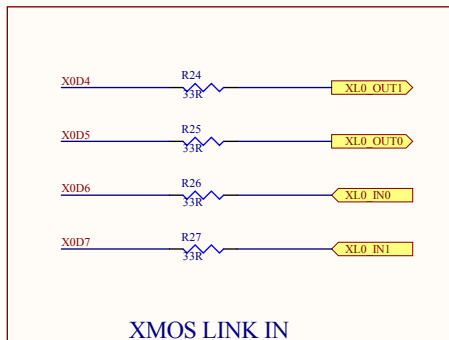 R24
X0D4
33R
XL0_OUT1
R25
X0D5
33R
XL0_OUT0
R26
X0D6
33R
XL0_IN0
R27
X0D7
33R
XL0_IN1
XMOS LINK IN